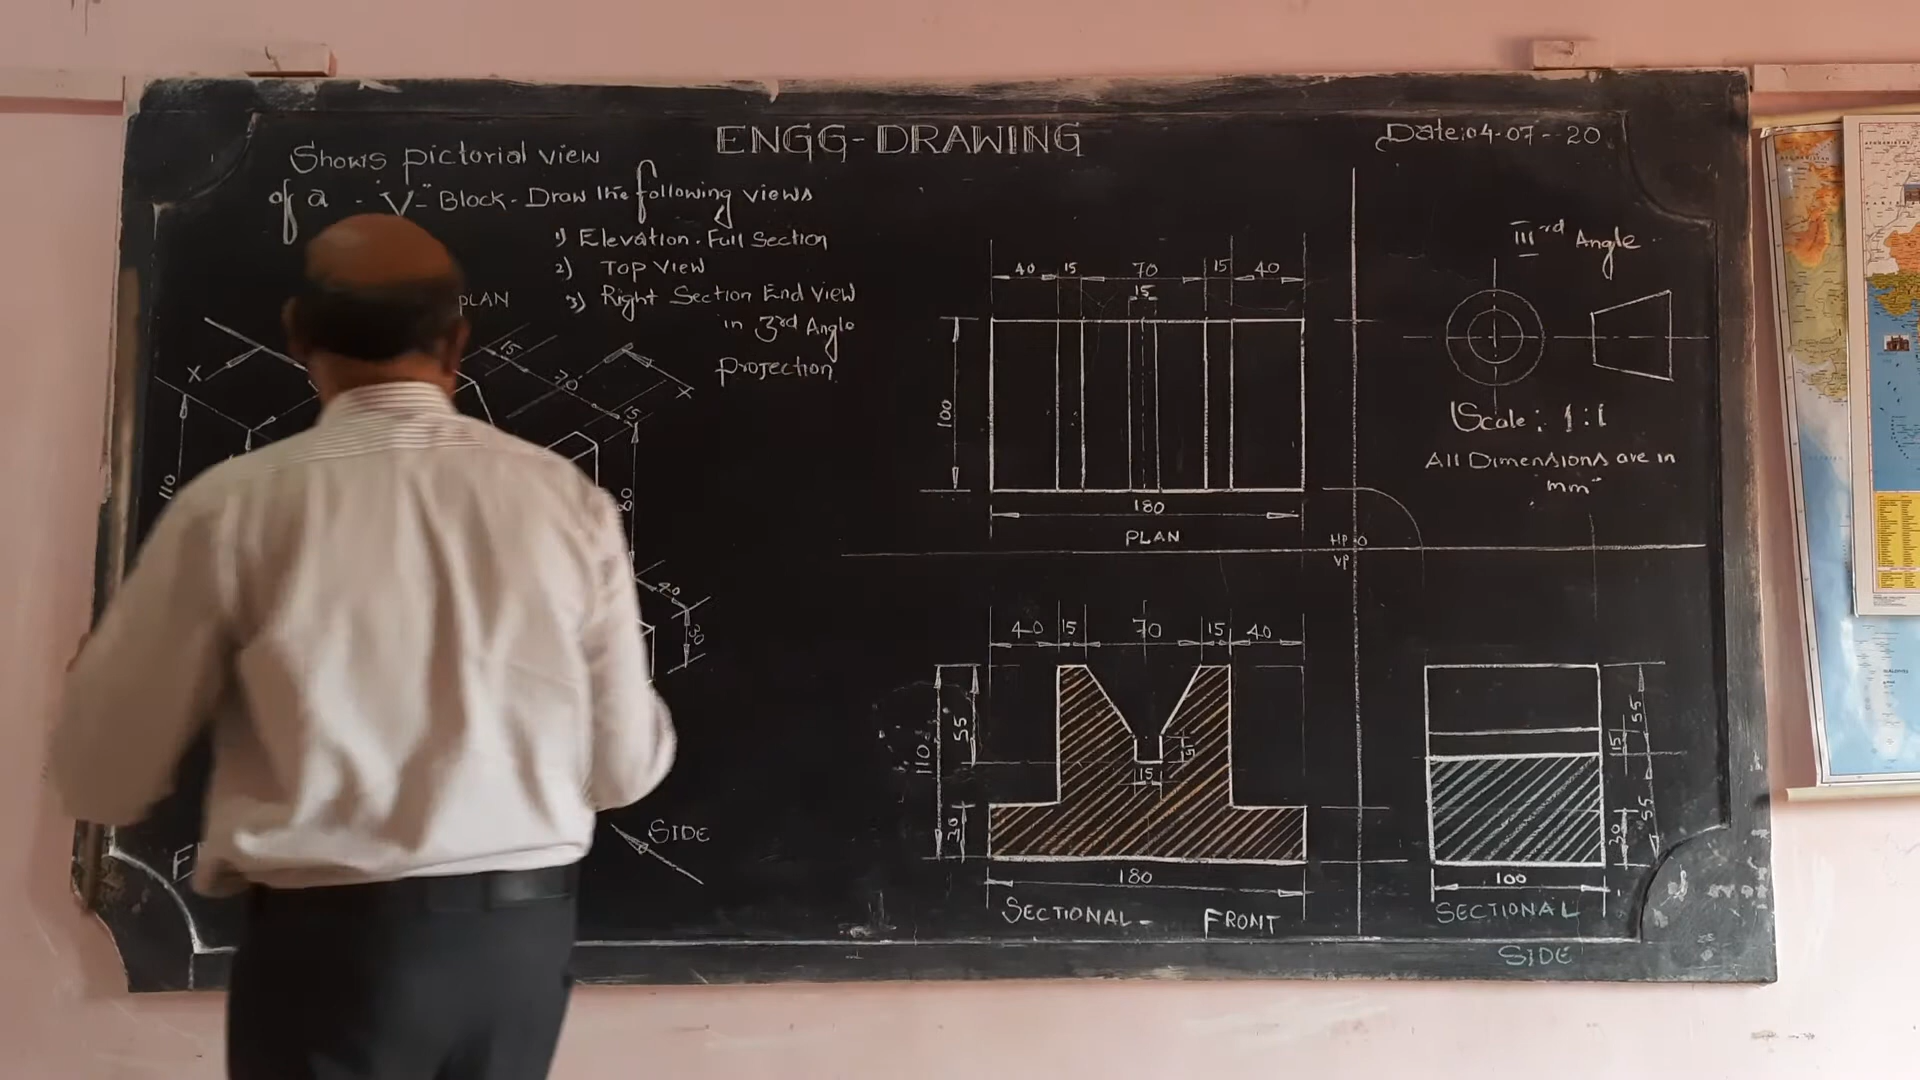 ENGG-DRAWING
Date:04-07--20
Shows pictorial view
of a - "V"- Block - Draw the following views
1) Elevation. Full Section
2) Top View
3) Right Section End View
in 3rd Angle
projection
PLAN
15
70
15
X
X
110
80
40
30
SIDE
F
40 15 70 15 40
15
100
180
PLAN
HP O
VP
IIIrd Angle
Scale: 1:1
All Dimensions are in
"mm"
40 15 70 15 40
110
55
15
15
180
SECTIONAL - FRONT
55
15
55
100
SECTIONAL
SIDE